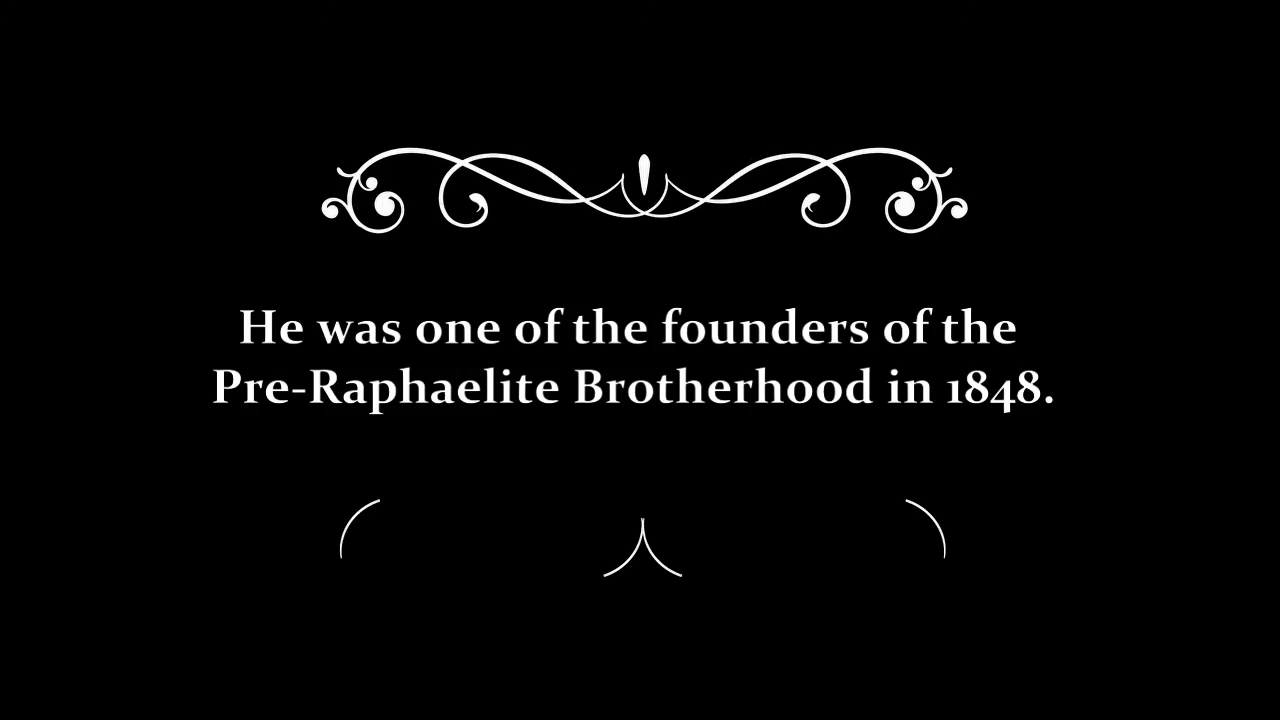 He was one of the founders of the
Pre-Raphaelite Brotherhood in 1848.